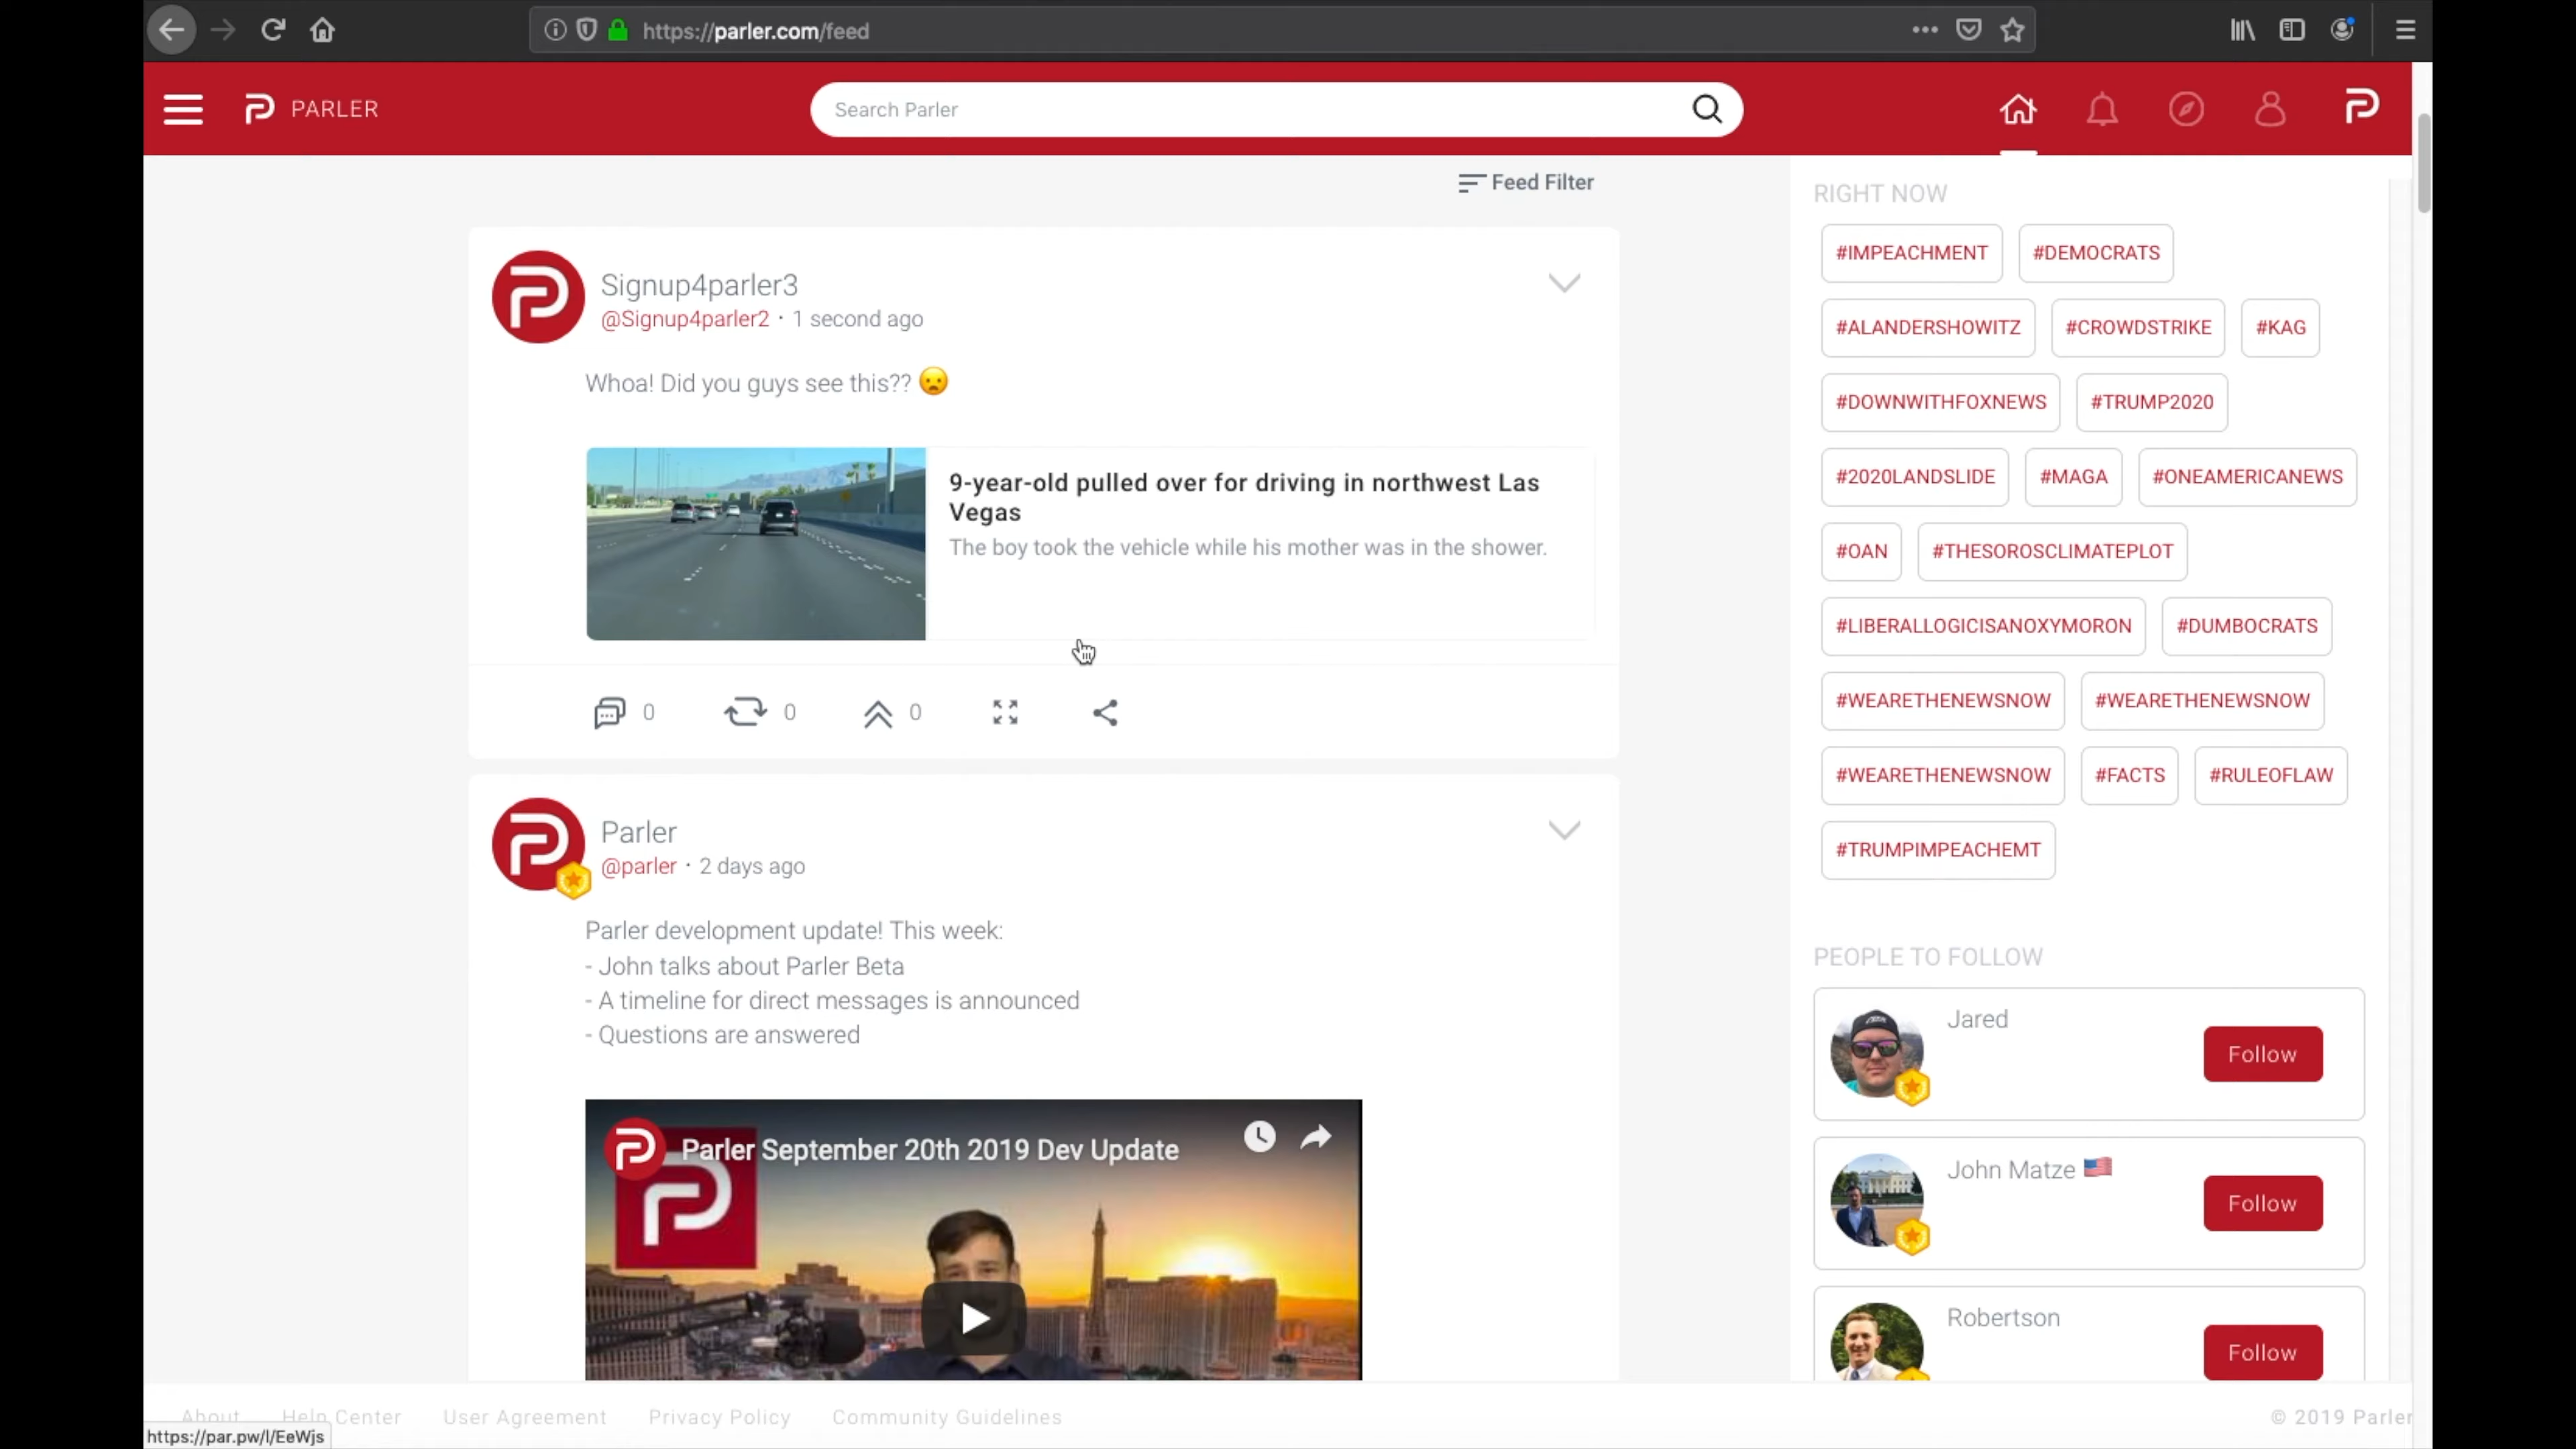 https://parler.com/feed
PARLER
Search Parler
Feed Filter
Signup4parler3
@Signup4parler2 · 1 second ago
Whoa! Did you guys see this?? 😦
9-year-old pulled over for driving in northwest Las
Vegas
The boy took the vehicle while his mother was in the shower.
0 0 0
Parler
@parler · 2 days ago
Parler development update! This week:
- John talks about Parler Beta
- A timeline for direct messages is announced
- Questions are answered
Parler September 20th 2019 Dev Update
RIGHT NOW
#IMPEACHMENT #DEMOCRATS
#ALANDERSHOWITZ #CROWDSTRIKE #KAG
#DOWNWITHFOXNEWS #TRUMP2020
#2020LANDSLIDE #MAGA #ONEAMERICANEWS
#OAN #THESOROSCLIMATEPLOT
#LIBERALLOGICISANOXYMORON #DUMBOCRATS
#WEARETHENEWSNOW #WEARETHENEWSNOW
#WEARETHENEWSNOW #FACTS #RULEOFLAW
#TRUMPIMPEACHEMT
PEOPLE TO FOLLOW
Jared
Follow
John Matze 🇺🇸
Follow
Robertson
Follow
About Help Center User Agreement Privacy Policy Community Guidelines © 2019 Parler
https://par.pw/l/EeWjs